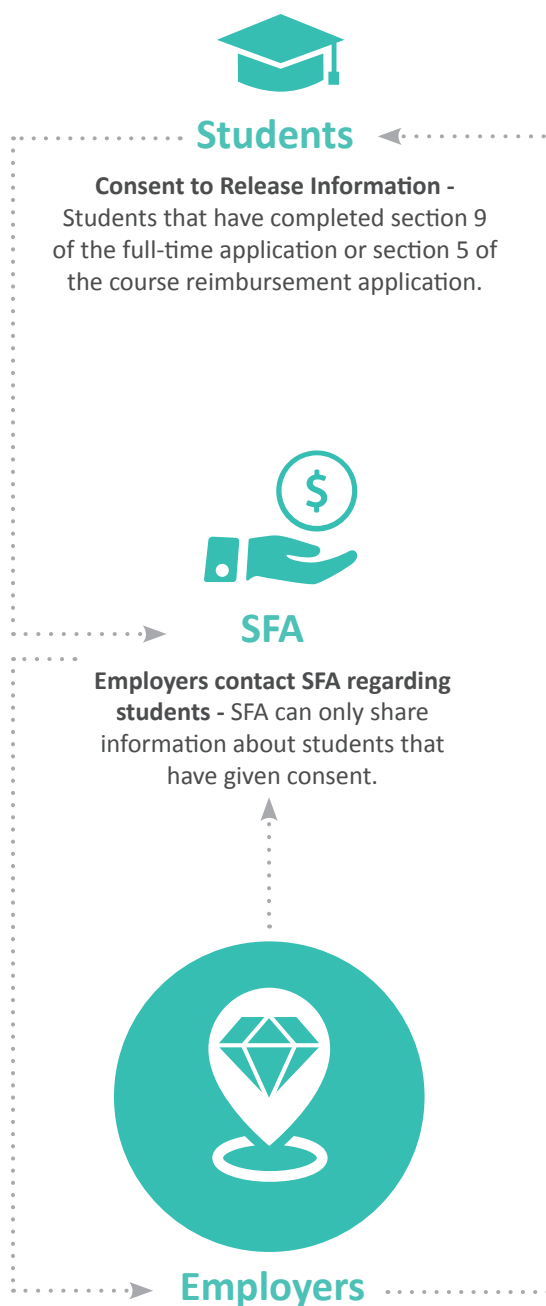 Students
Consent to Release Information -
Students that have completed section 9
of the full-time application or section 5 of
the course reimbursement application.
$
SFA
Employers contact SFA regarding
students - SFA can only share
information about students that
have given consent.
Employers